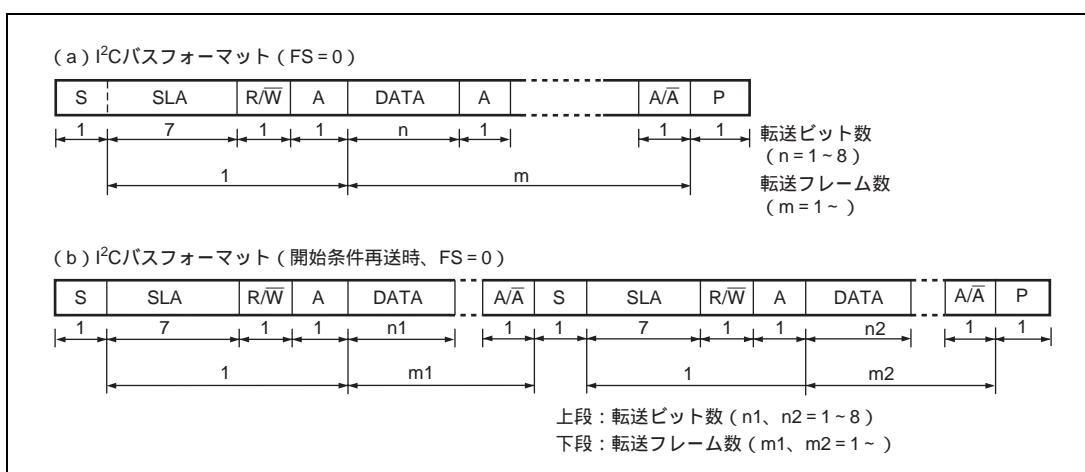 (a) I²Cバスフォーマット(FS=0)
S SLA R/W̅ A DATA A A/A̅ P
1 7 1 1 n 1 1 1 転送ビット数
(n=1~8)
1 m 転送フレーム数
(m=1~ )
(b) I²Cバスフォーマット(開始条件再送時、FS=0)
S SLA R/W̅ A DATA A/A̅ S SLA R/W̅ A DATA A/A̅ P
1 7 1 1 n1 1 1 7 1 1 n2 1 1
1 m1 1 m2
上段:転送ビット数(n1、n2=1~8)
下段:転送フレーム数(m1、m2=1~ )